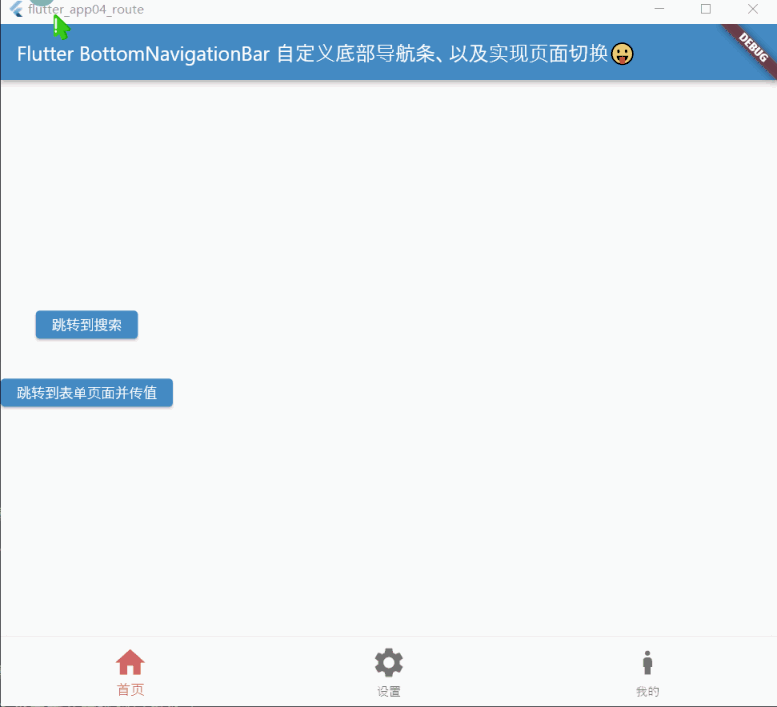 flutter_app04_route
Flutter BottomNavigationBar 自定义底部导航条、以及实现页面切换😛
DEBUG
跳转到搜索
跳转到表单页面并传值
首页 设置 我的